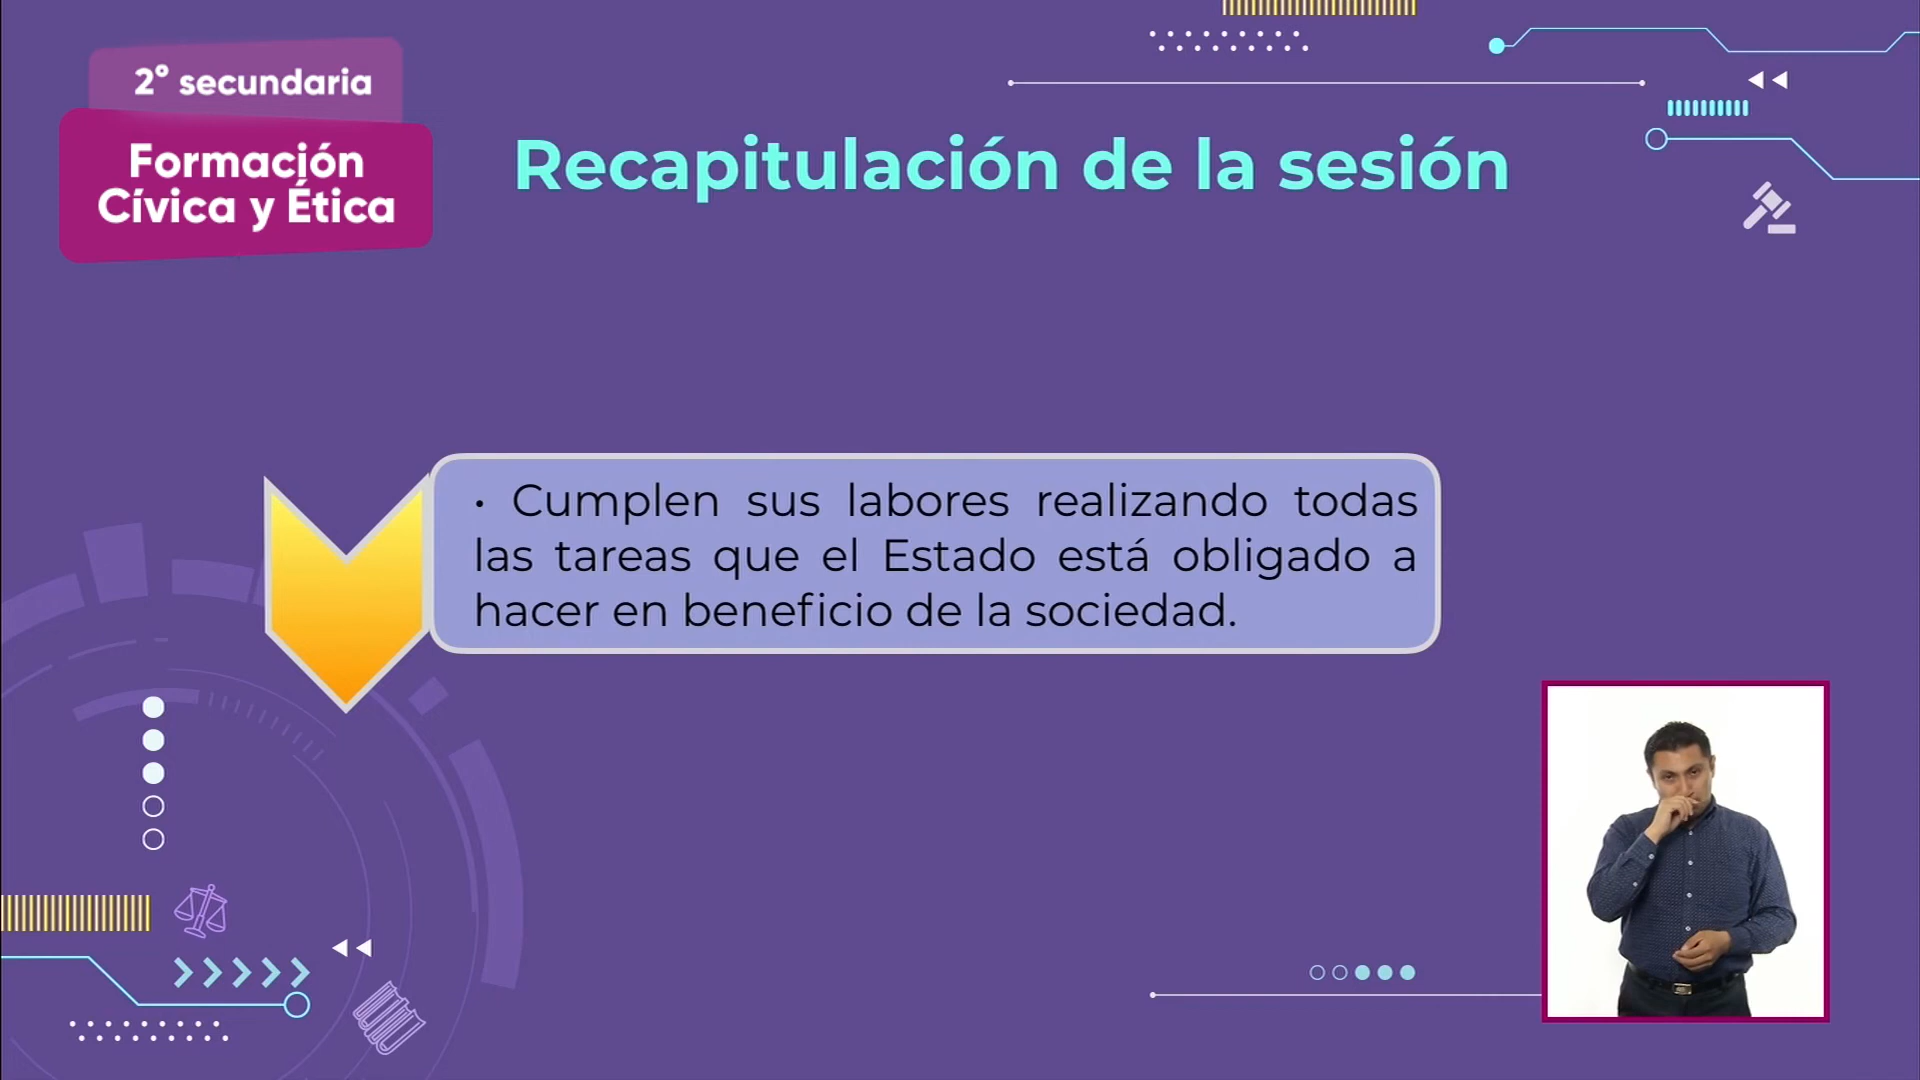 2° secundaria
Formación
Cívica y Ética
Recapitulación de la sesión
• Cumplen sus labores realizando todas
las tareas que el Estado está obligado a
hacer en beneficio de la sociedad.